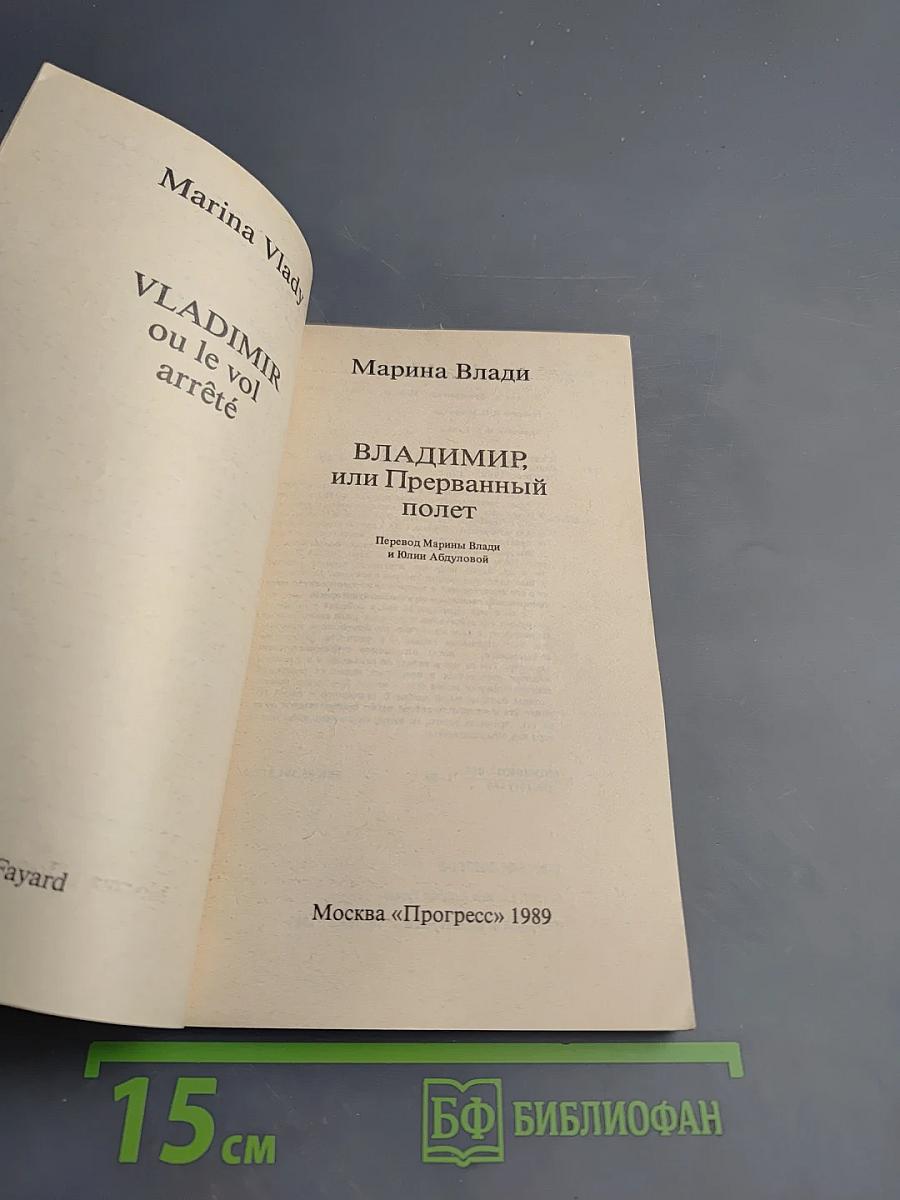 Marina Vlady
VLADIMIR
ou le vol
arrêté
Fayard
Марина Влади
ВЛАДИМИР,
или Прерванный
полет
Перевод Марины Влади
и Юлии Абдуловой
Москва «Прогресс» 1989
15 см
БФ БИБЛИОФАН